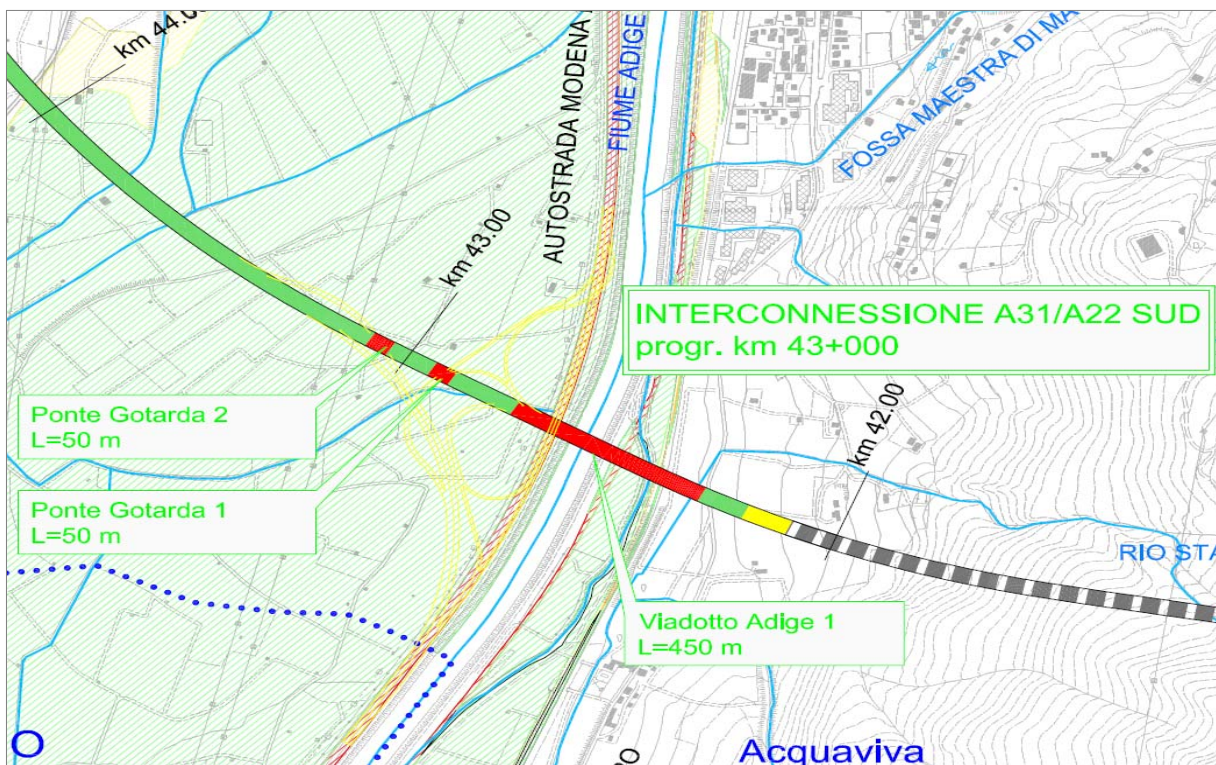 km 44.00
AUTOSTRADA MODENA
FIUME ADIGE
FOSSA MAESTRA DI MA
km 43.00
INTERCONNESSIONE A31/A22 SUD
progr. km 43+000
Ponte Gotarda 2
L=50 m
km 42.00
Ponte Gotarda 1
L=50 m
RIO STA
Viadotto Adige 1
L=450 m
O
Acquaviva